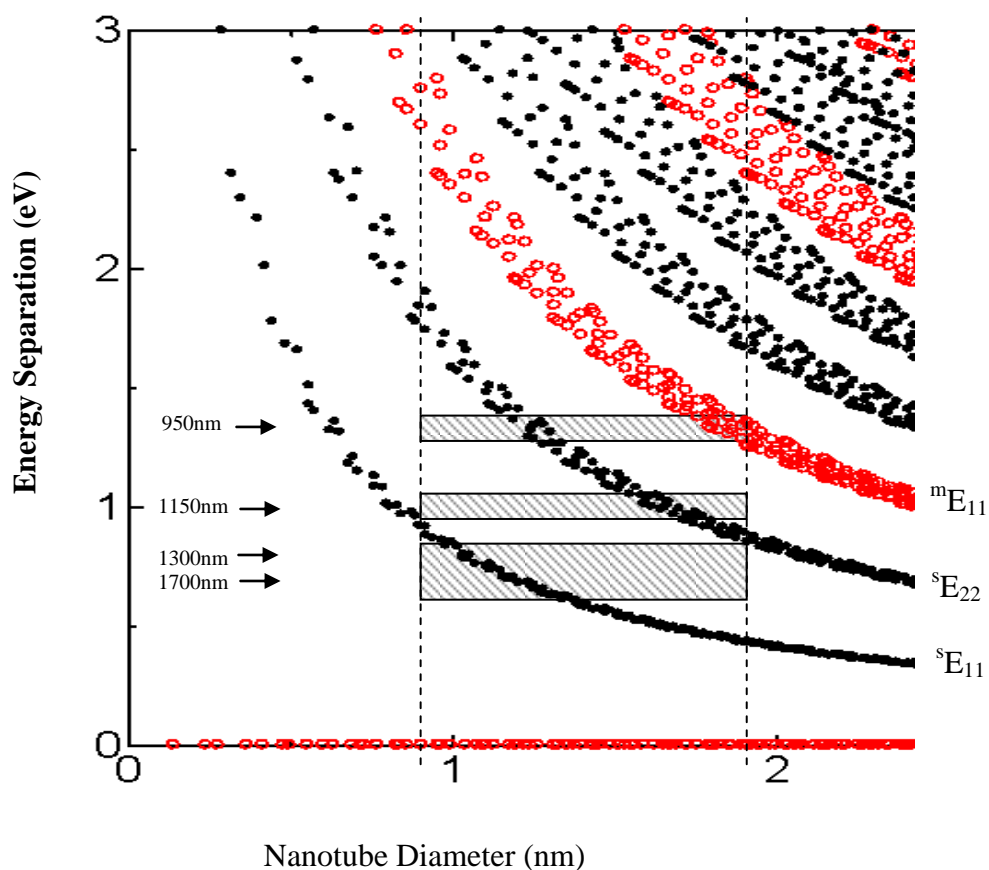 3
2
1
0
0
1
2
Energy Separation (eV)
950nm
1150nm
1300nm
1700nm
ᵐE₁₁
ˢE₂₂
ˢE₁₁
Nanotube Diameter (nm)